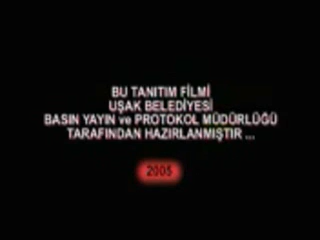 BU TANITIM FİLMİ
UŞAK BELEDİYESİ
BASIN YAYIN ve PROTOKOL MÜDÜRLÜĞÜ
TARAFINDAN HAZIRLANMIŞTIR ...
2005